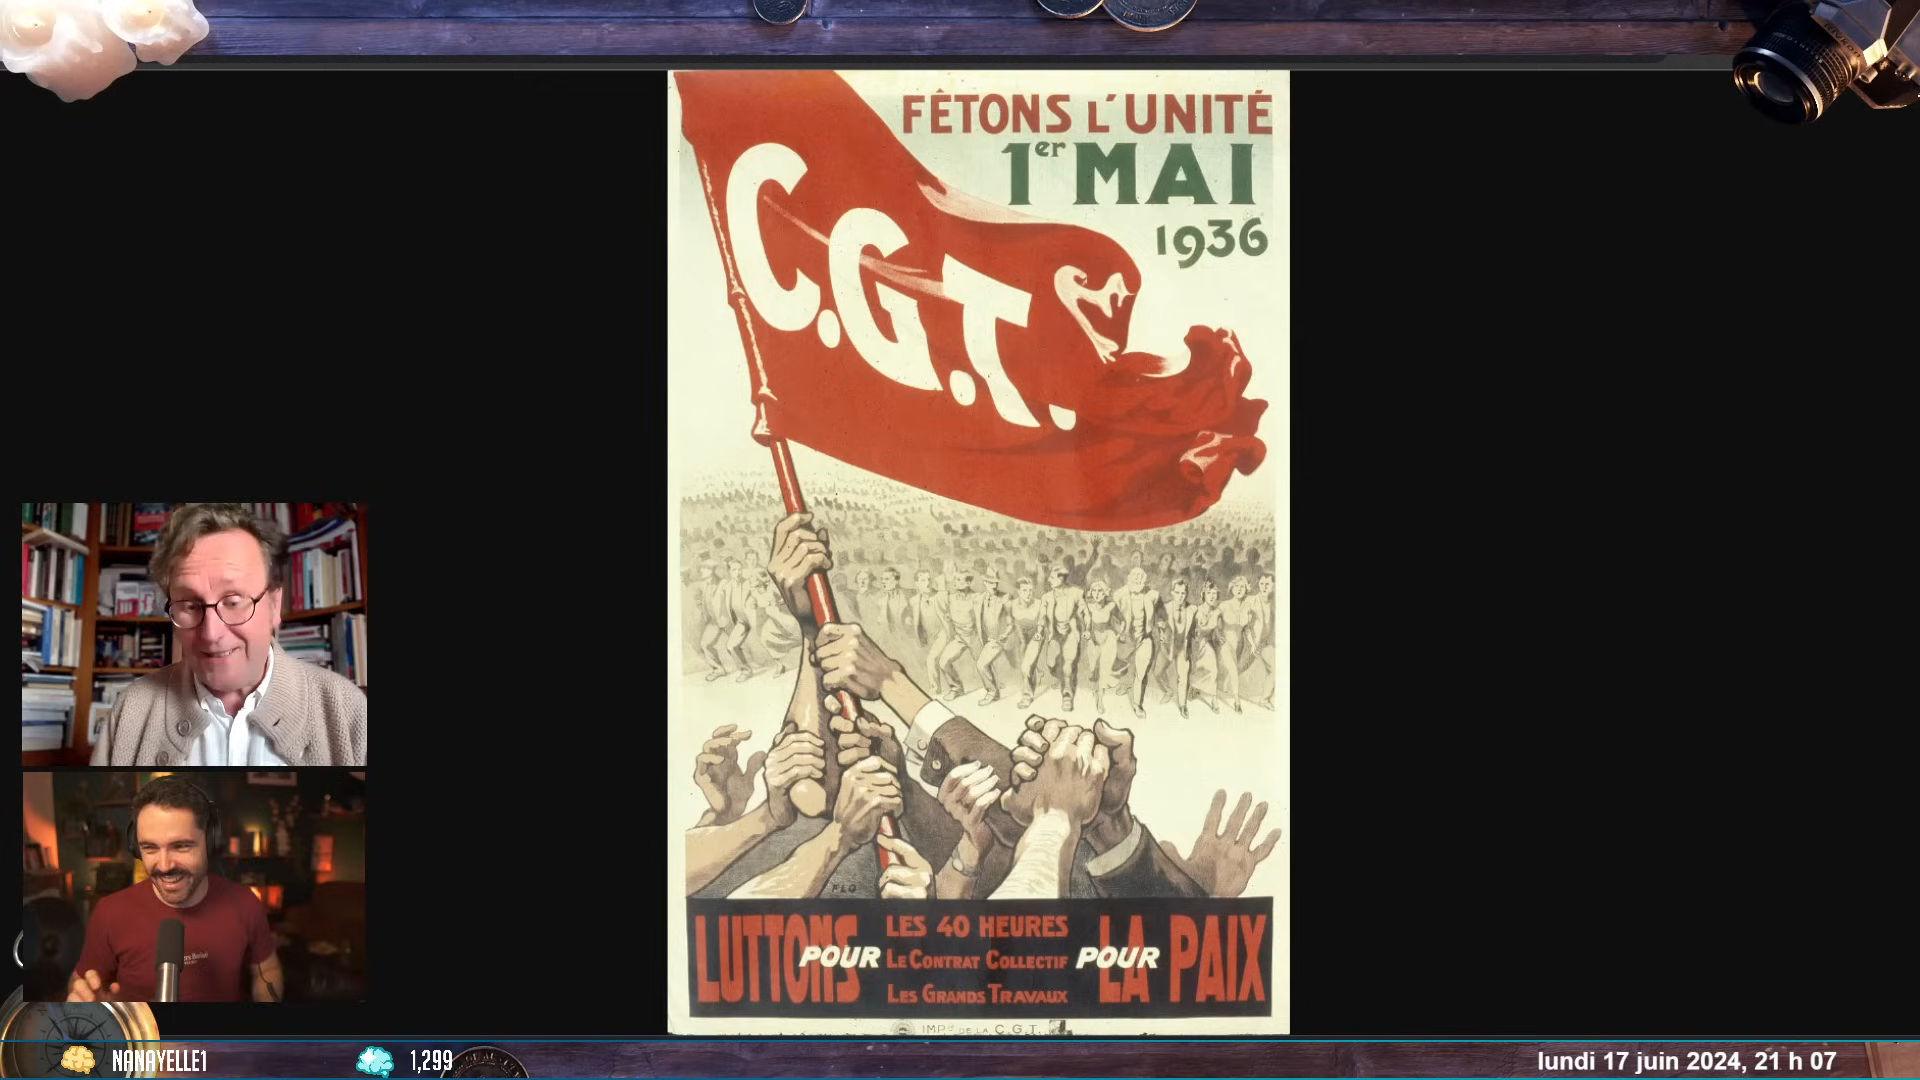 FÊTONS L'UNITÉ
1er MAI
1936
C.G.T.
FLO
LUTTONS POUR LES 40 HEURES POUR LA PAIX
LE CONTRAT COLLECTIF
LES GRANDS TRAVAUX
IMPie DE LA C.G.T.
NANAYELLE1
1,299
lundi 17 juin 2024, 21 h 07